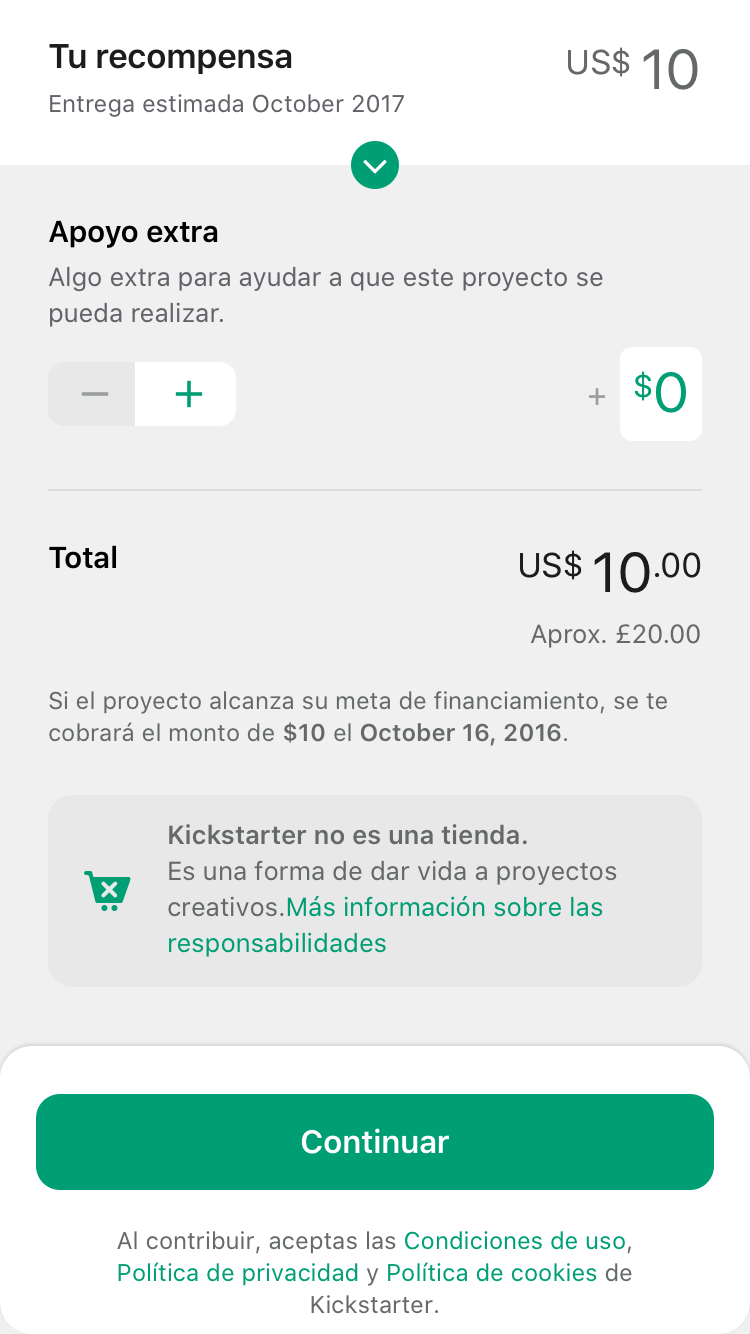 Tu recompensa
US$ 10
Entrega estimada October 2017
Apoyo extra
Algo extra para ayudar a que este proyecto se
pueda realizar.
+ $0
Total
US$ 10.00
Aprox. £20.00
Si el proyecto alcanza su meta de financiamiento, se te
cobrará el monto de $10 el October 16, 2016.
Kickstarter no es una tienda.
Es una forma de dar vida a proyectos
creativos.Más información sobre las
responsabilidades
Continuar
Al contribuir, aceptas las Condiciones de uso,
Política de privacidad y Política de cookies de
Kickstarter.